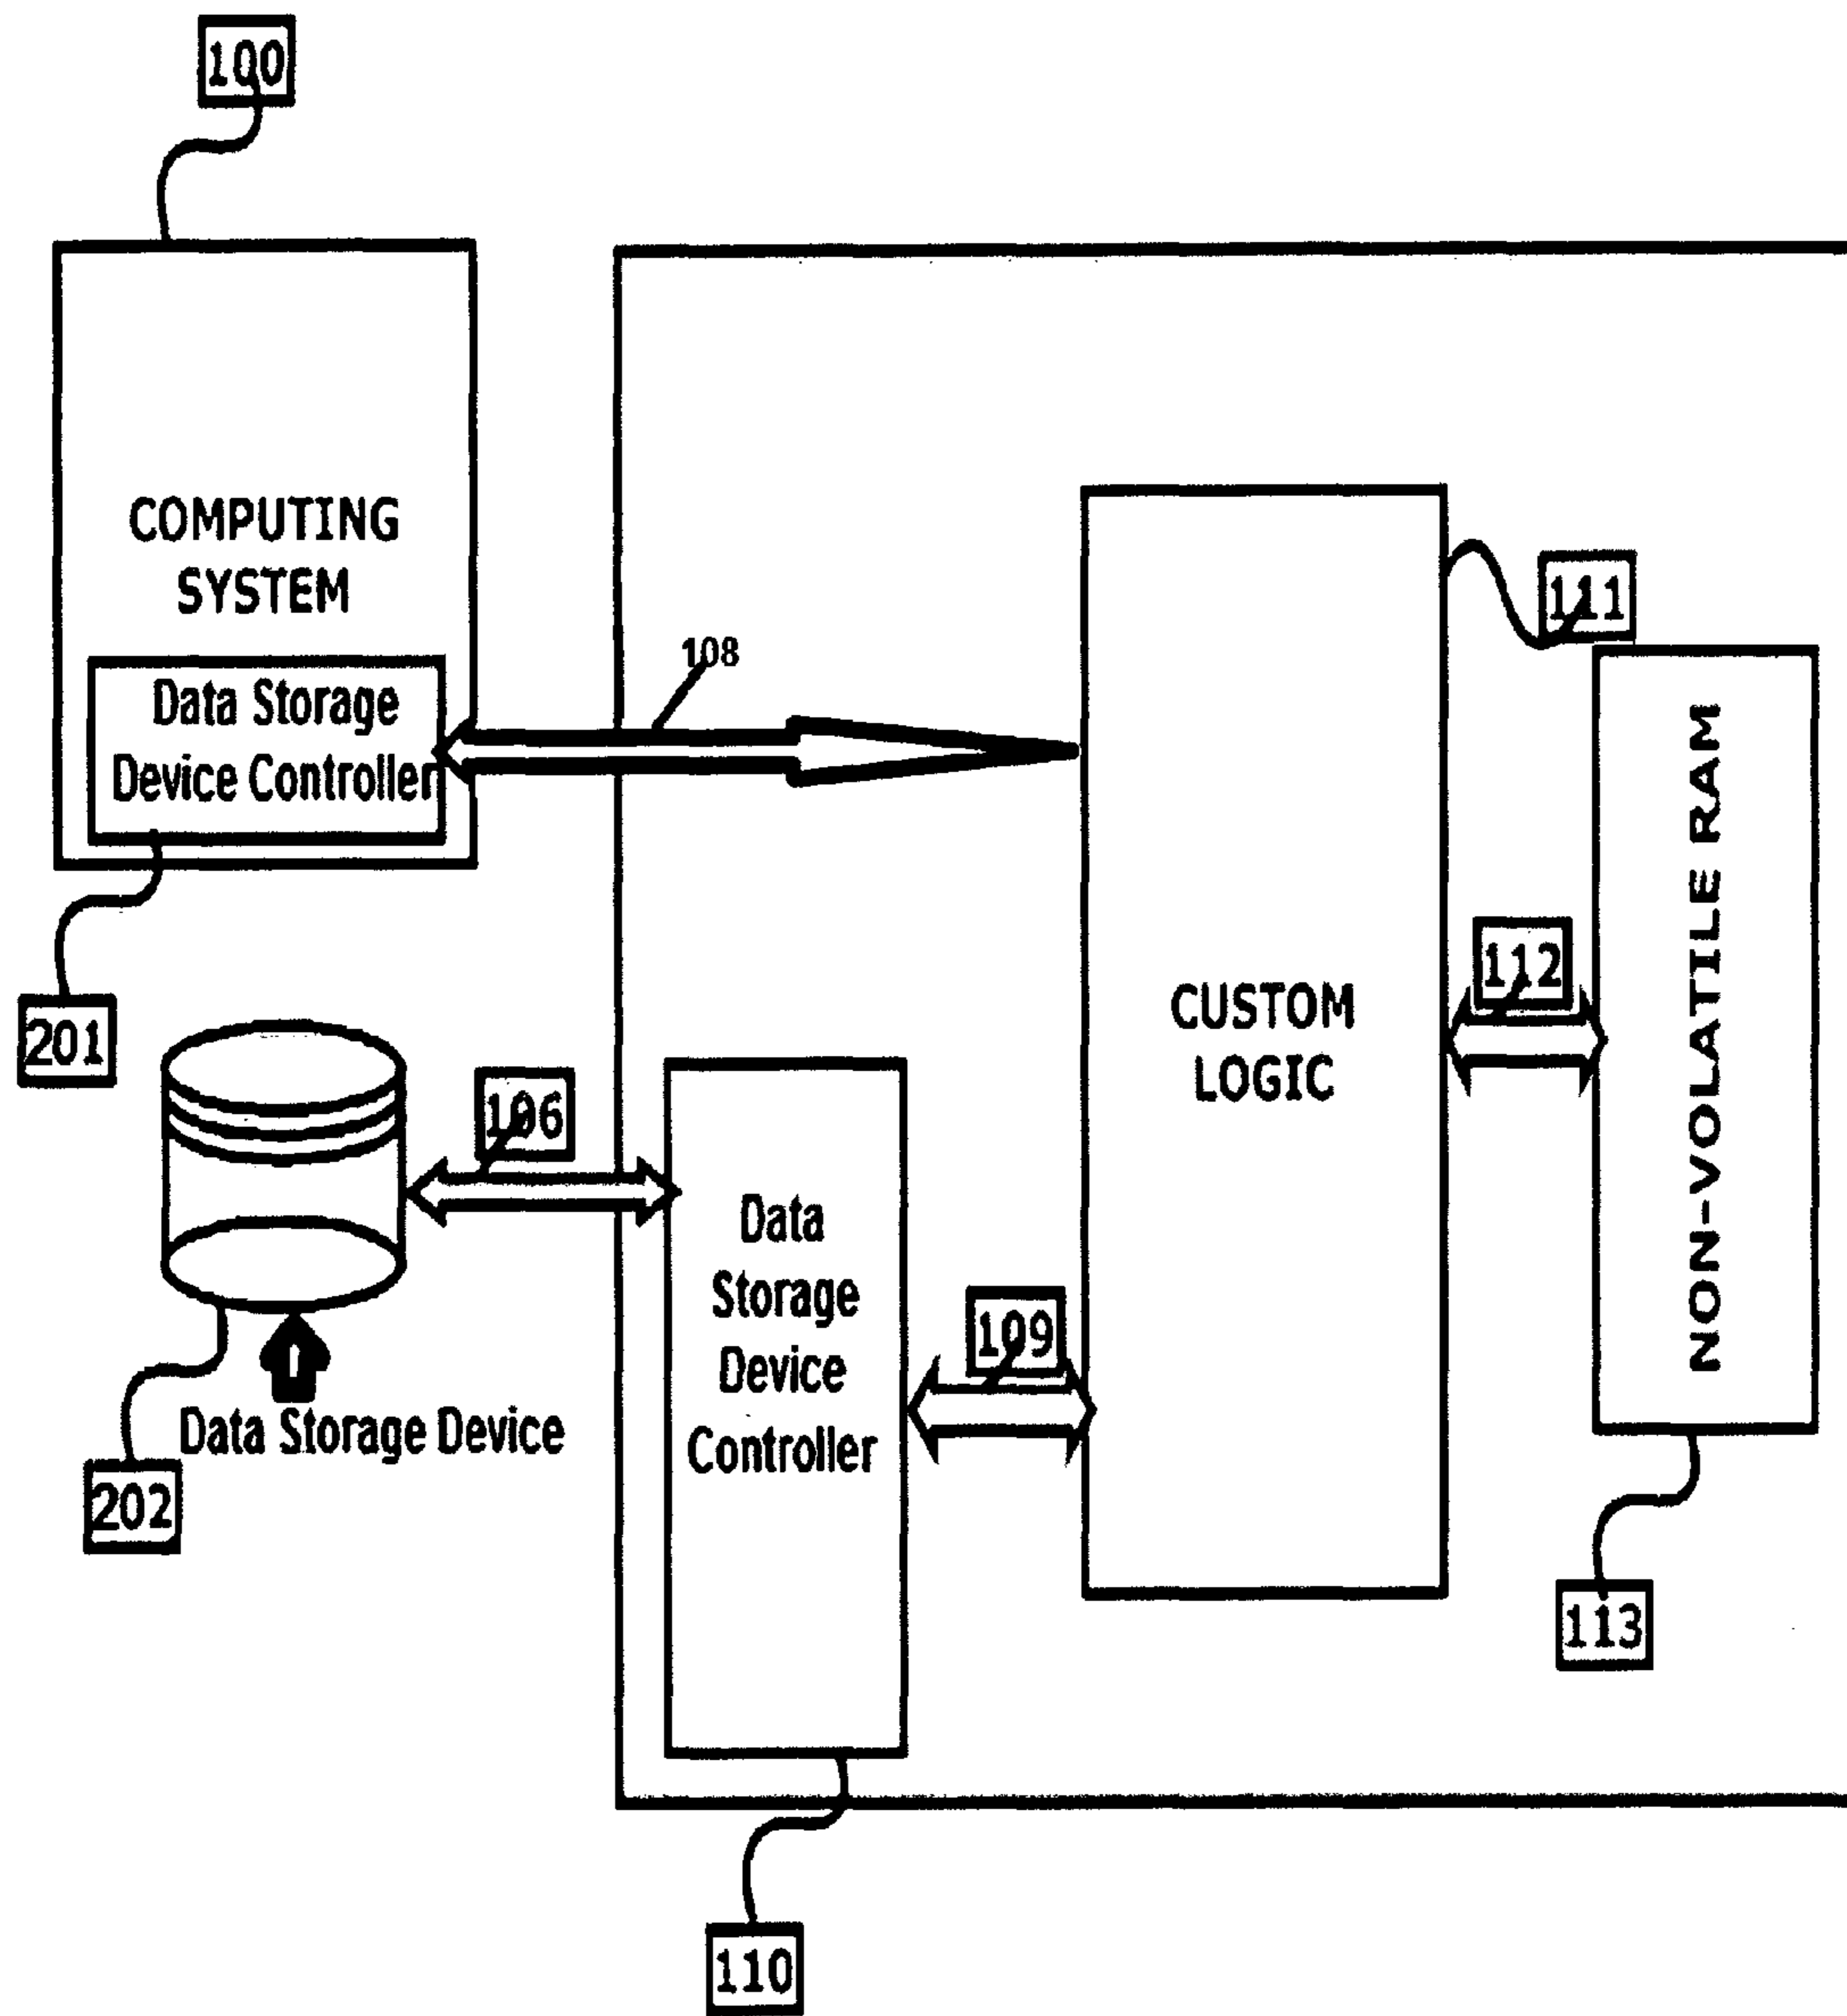 100
COMPUTING
SYSTEM
Data Storage
Device Controller
108
111
201
106
112
CUSTOM
LOGIC
NON-VOLATILE RAM
Data
Storage
Device
Controller
109
Data Storage Device
202
113
110